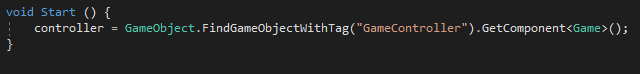 void Start () {
    controller = GameObject.FindGameObjectWithTag("GameController").GetComponent<Game>();
}